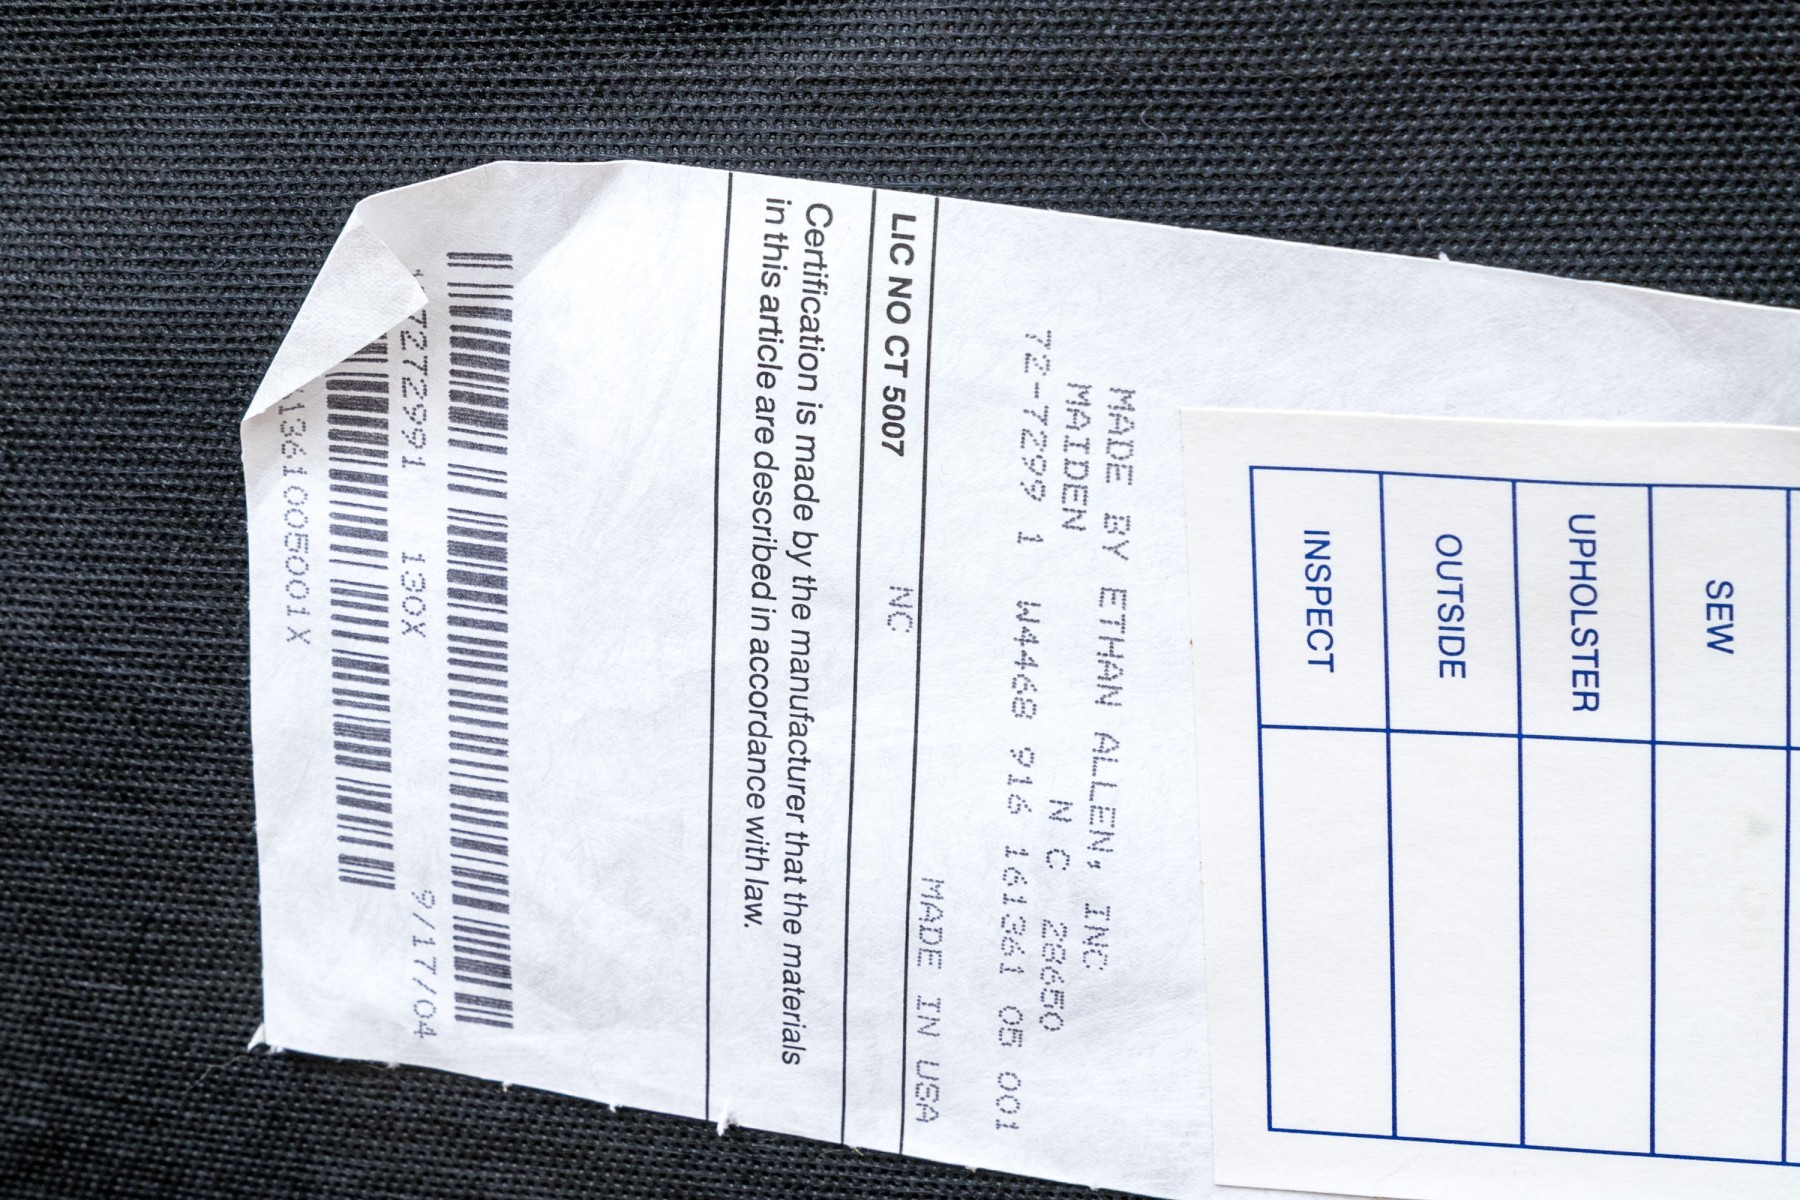 SEW
UPHOLSTER
OUTSIDE
INSPECT
MADE BY ETHAN ALLEN, INC
MAIDEN N C 28650
72-7299 1 W4468 916 161361 05 001
MADE IN USA
LIC NO CT 5007 NC
Certification is made by the manufacturer that the materials
in this article are described in accordance with law.
7272991 130X 9/17/04
1361005001X